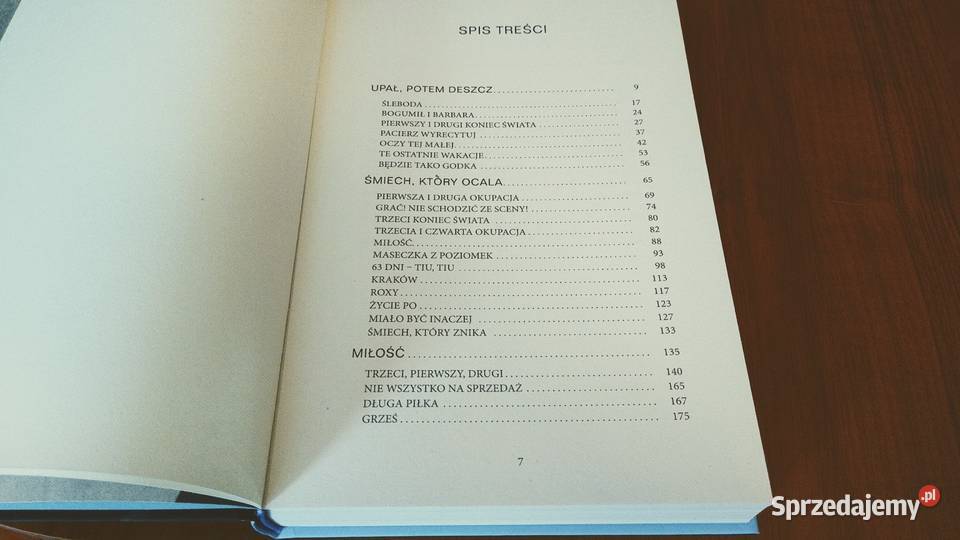 SPIS TREŚCI
UPAŁ, POTEM DESZCZ 9
ŚLEBODA 17
BOGUMIŁ I BARBARA 24
PIERWSZY I DRUGI KONIEC ŚWIATA 27
PACIERZ WYRECYTUJ 37
OCZY TEJ MAŁEJ 42
TE OSTATNIE WAKACJE 53
BĘDZIE TAKO GODKA 56
ŚMIECH, KTÓRY OCALA 65
PIERWSZA I DRUGA OKUPACJA 69
GRAĆ! NIE SCHODZIĆ ZE SCENY! 74
TRZECI KONIEC ŚWIATA 80
TRZECIA I CZWARTA OKUPACJA 82
MIŁOŚĆ 88
MASECZKA Z POZIOMEK 93
63 DNI – TIU, TIU 98
KRAKÓW 113
ROXY 117
ŻYCIE PO 123
MIAŁO BYĆ INACZEJ 127
ŚMIECH, KTÓRY ZNIKA 133
MIŁOŚĆ 135
TRZECI, PIERWSZY, DRUGI 140
NIE WSZYSTKO NA SPRZEDAŻ 165
DŁUGA PIŁKA 167
GRZEŚ 175
7
Sprzedajemy.pl